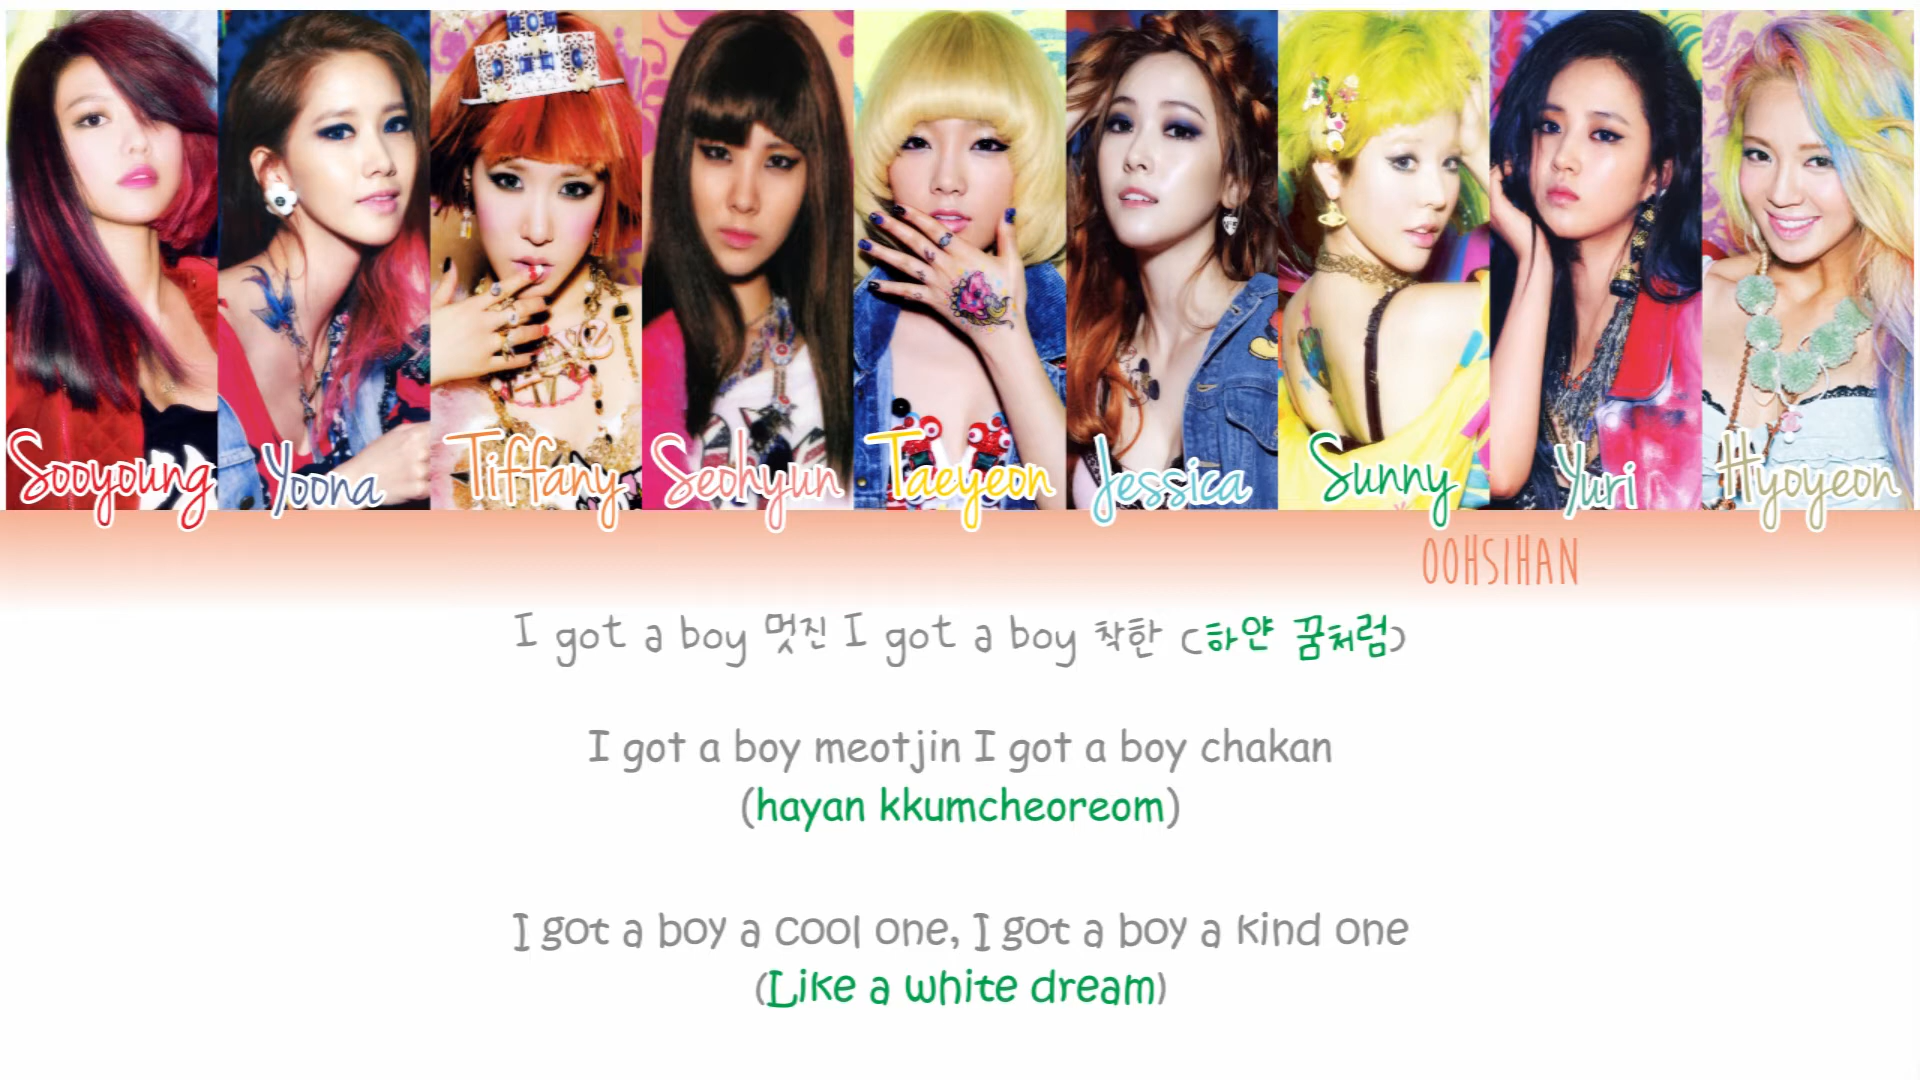 Sooyoung Yoona Tiffany Seohyun Taeyeon Jessica Sunny Yuri Hyoyeon
OOHSIHAN
I got a boy 멋진 I got a boy 착한 (하얀 꿈처럼)
I got a boy meotjin I got a boy chakan
(hayan kkumcheoreom)
I got a boy a cool one, I got a boy a kind one
(Like a white dream)